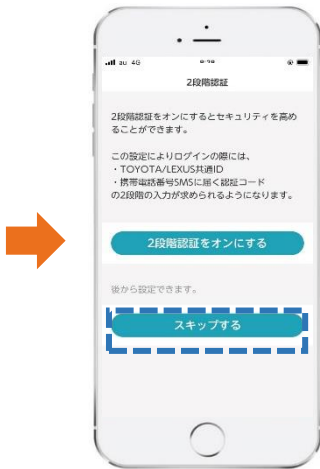 au 4G
2段階認証
2段階認証をオンにするとセキュリティを高め
ることができます。
この設定によりログインの際には、
・TOYOTA/LEXUS共通ID
・携帯電話番号SMSに届く認証コード
の2段階の入力が求められるようになります。
2段階認証をオンにする
後から設定できます。
スキップする